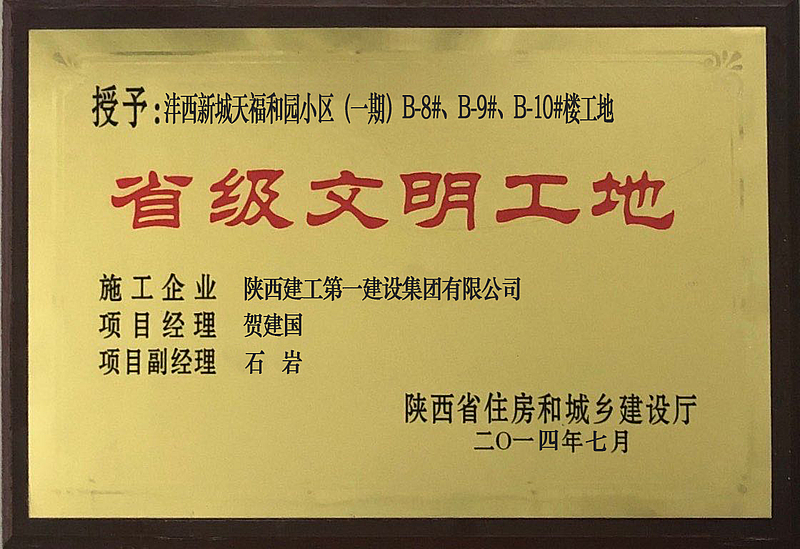 授予:沣西新城天福和园小区（一期）B-8#、B-9#、B-10#楼工地
省级文明工地
施工企业 陕西建工第一建设集团有限公司
项目经理 贺建国
项目副经理 石岩
陕西省住房和城乡建设厅
二〇一四年七月